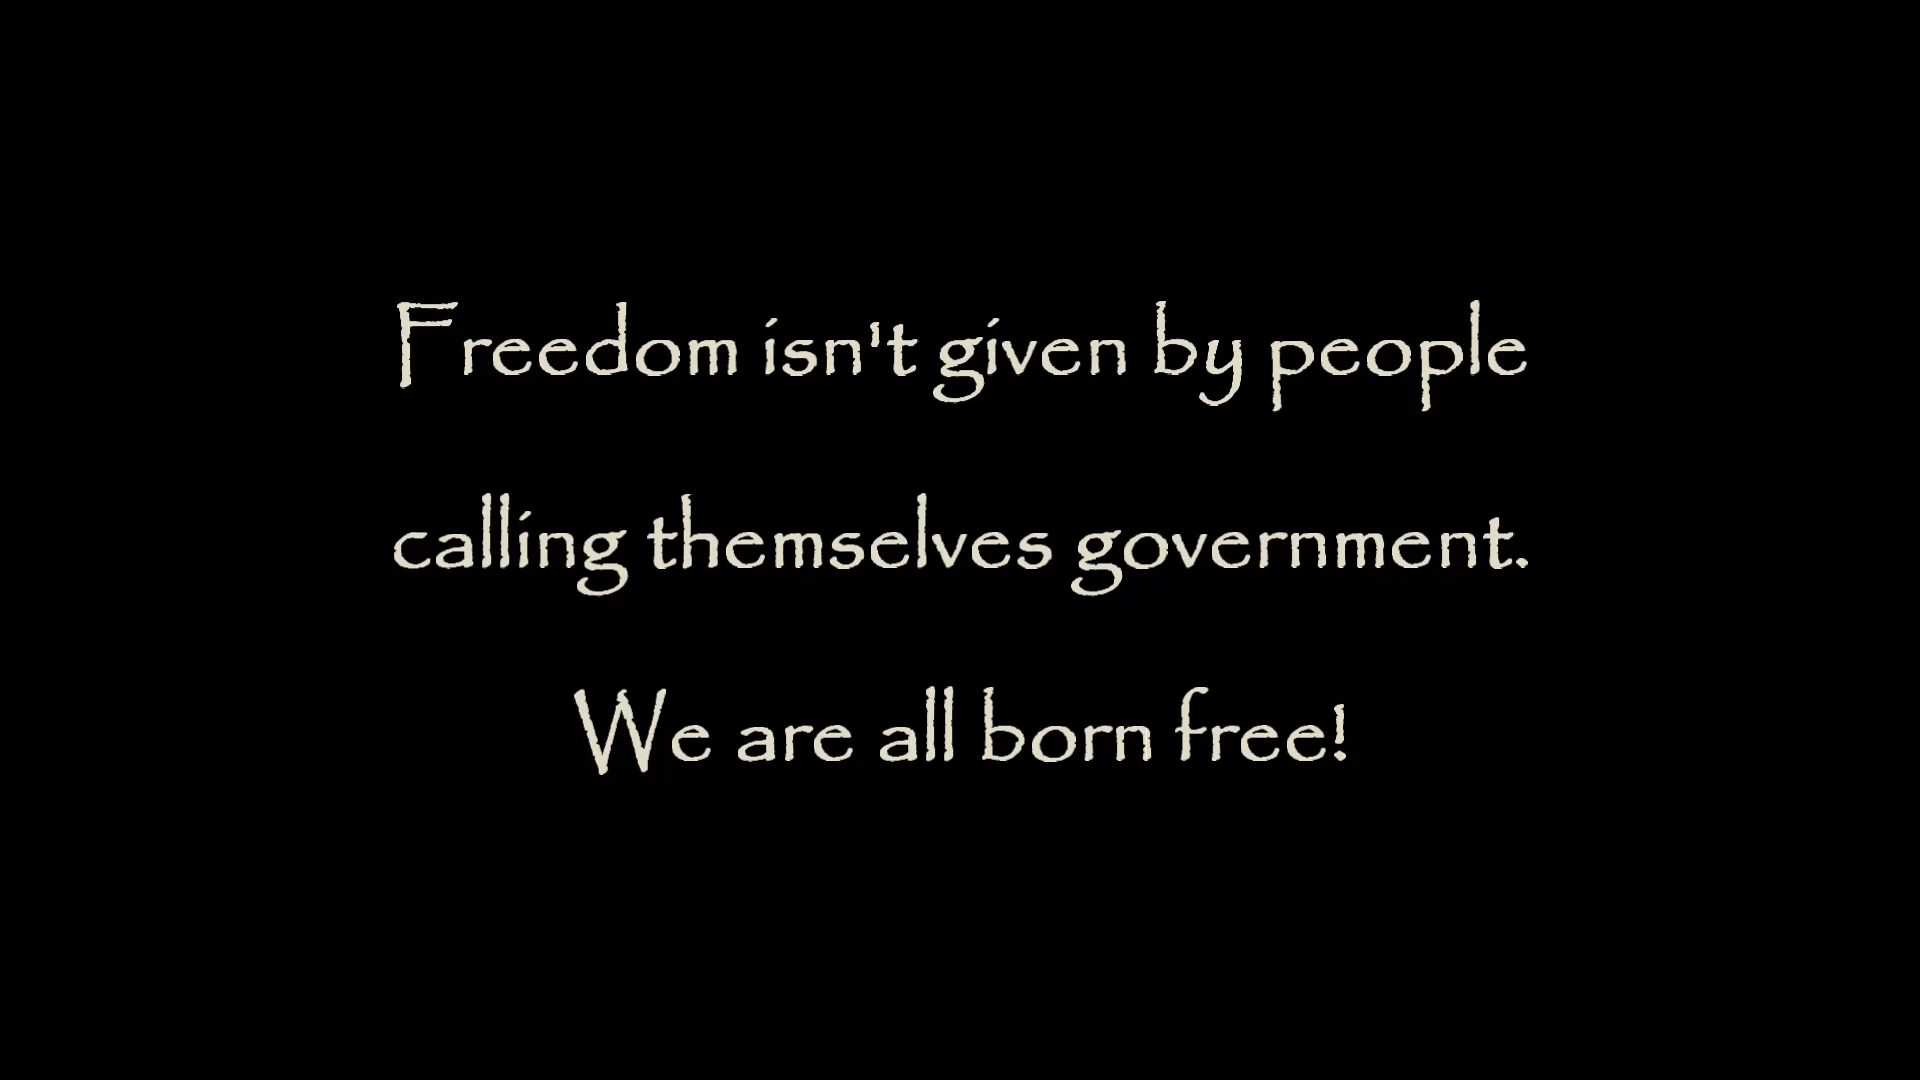 Freedom isn't given by people
calling themselves government.
We are all born free!